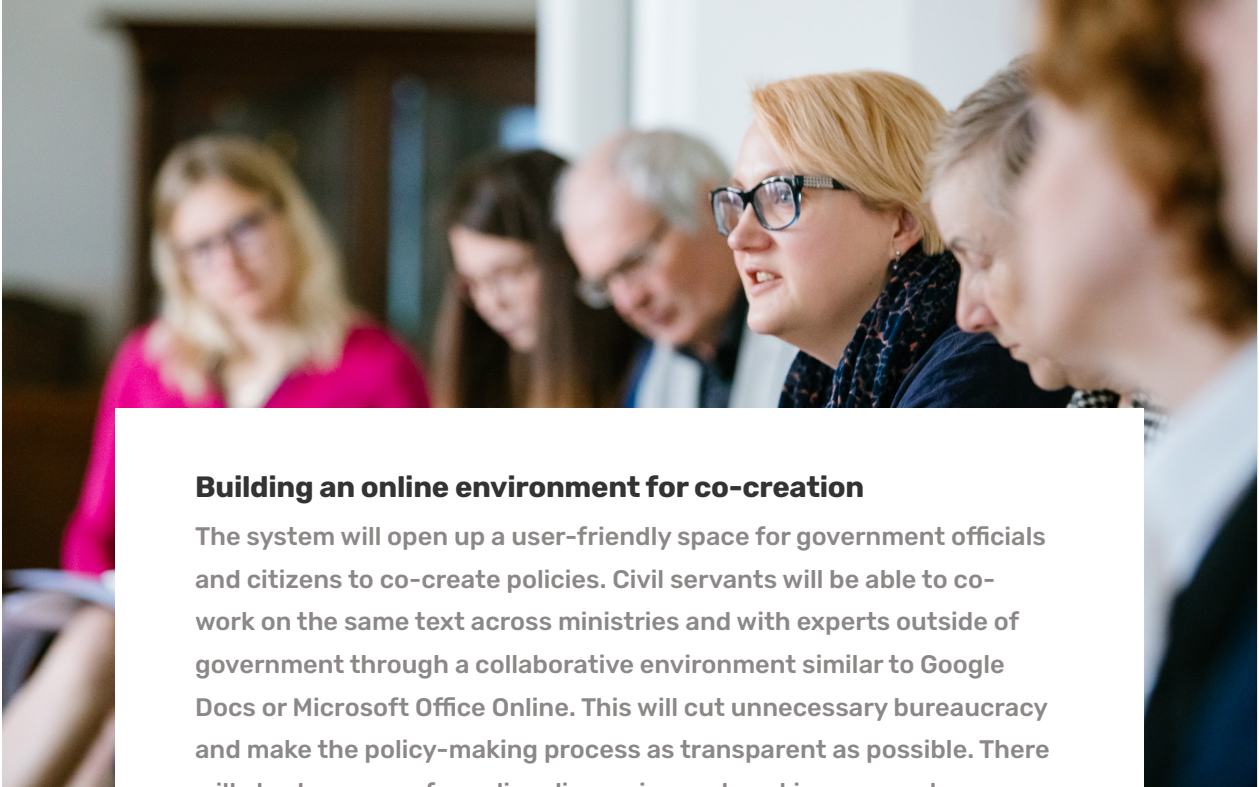 Building an online environment for co-creation
The system will open up a user-friendly space for government officials
and citizens to co-create policies. Civil servants will be able to co-
work on the same text across ministries and with experts outside of
government through a collaborative environment similar to Google
Docs or Microsoft Office Online. This will cut unnecessary bureaucracy
and make the policy-making process as transparent as possible. There